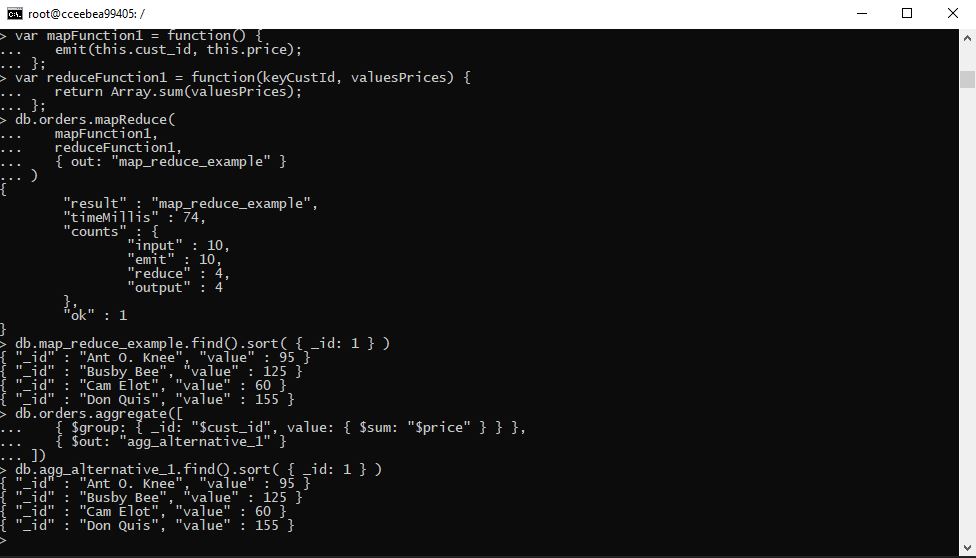 root@cceebea99405: /
> var mapFunction1 = function() {
...     emit(this.cust_id, this.price);
... };
> var reduceFunction1 = function(keyCustId, valuesPrices) {
...     return Array.sum(valuesPrices);
... };
> db.orders.mapReduce(
...     mapFunction1,
...     reduceFunction1,
...     { out: "map_reduce_example" }
... )
{
        "result" : "map_reduce_example",
        "timeMillis" : 74,
        "counts" : {
                "input" : 10,
                "emit" : 10,
                "reduce" : 4,
                "output" : 4
        },
        "ok" : 1
}
> db.map_reduce_example.find().sort( { _id: 1 } )
{ "_id" : "Ant O. Knee", "value" : 95 }
{ "_id" : "Busby Bee", "value" : 125 }
{ "_id" : "Cam Elot", "value" : 60 }
{ "_id" : "Don Quis", "value" : 155 }
> db.orders.aggregate([
...     { $group: { _id: "$cust_id", value: { $sum: "$price" } } },
...     { $out: "agg_alternative_1" }
... ])
> db.agg_alternative_1.find().sort( { _id: 1 } )
{ "_id" : "Ant O. Knee", "value" : 95 }
{ "_id" : "Busby Bee", "value" : 125 }
{ "_id" : "Cam Elot", "value" : 60 }
{ "_id" : "Don Quis", "value" : 155 }
>